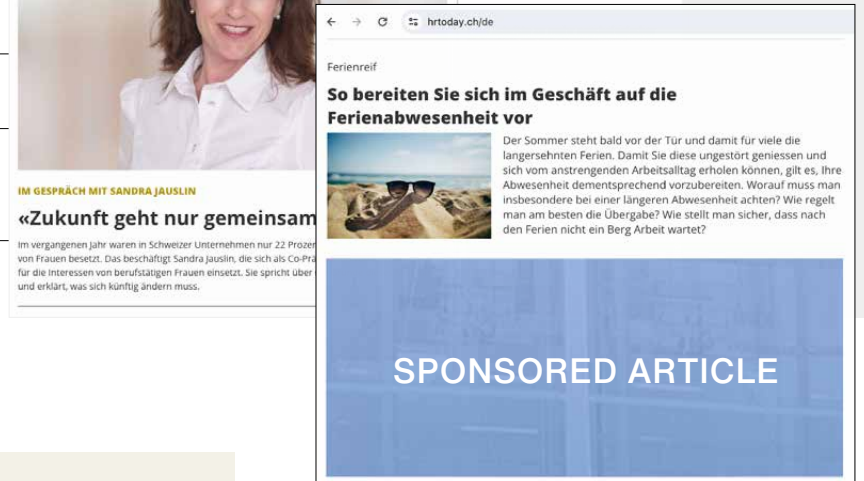 IM GESPRÄCH MIT SANDRA JAUSLIN
«Zukunft geht nur gemeinsam
Im vergangenen Jahr waren in Schweizer Unternehmen nur 22
von Frauen besetzt. Das beschäftigt Sandra Jauslin, die sich als
für die Interessen von berufstätigen Frauen einsetzt. Sie spricht über
und erklärt, was sich künftig ändern muss.
hrtoday.ch/de
Ferienreif
So bereiten Sie sich im Geschäft auf die
Ferienabwesenheit vor
Der Sommer steht bald vor der Tür und damit für viele die
langersehnten Ferien. Damit Sie diese ungestört geniessen und
sich vom anstrengenden Arbeitsalltag erholen können, gilt es, Ihre
Abwesenheit dementsprechend vorzubereiten. Worauf muss man
insbesondere bei einer längeren Abwesenheit achten? Wie regelt
man am besten die Übergabe? Wie stellt man sicher, dass nach
den Ferien nicht ein Berg Arbeit wartet?
SPONSORED ARTICLE